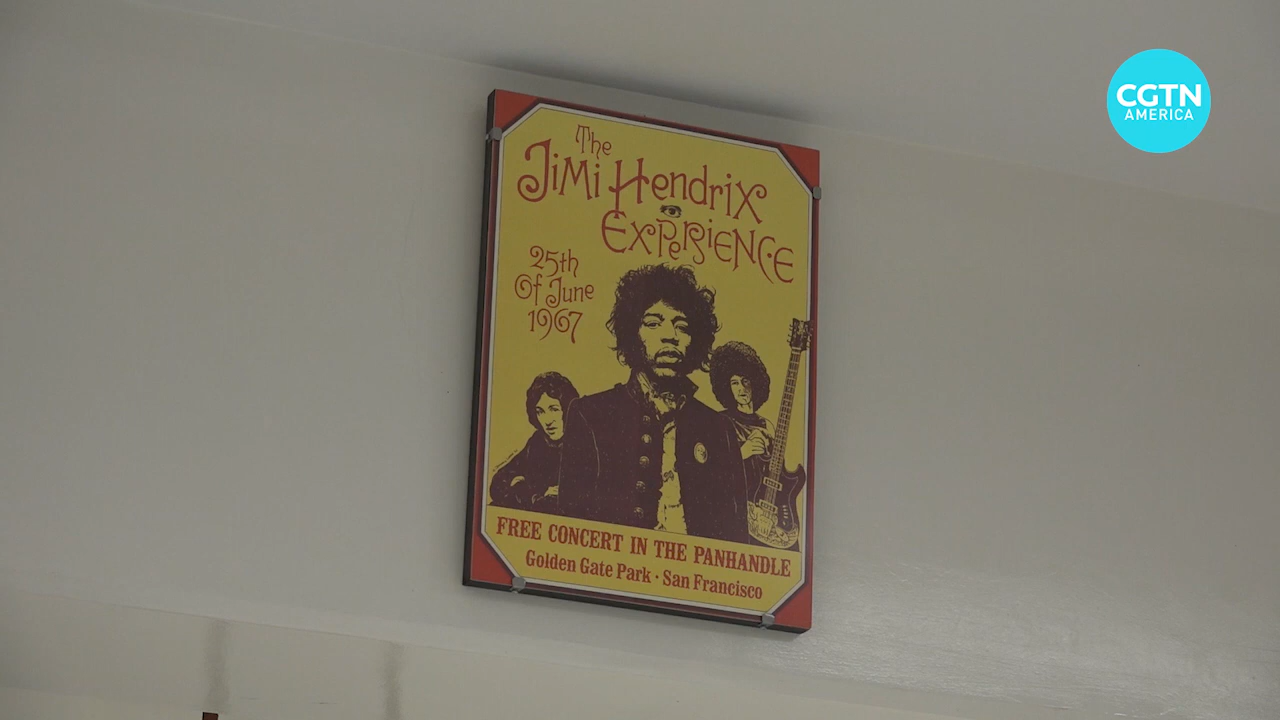 The
Jimi Hendrix
EXPERiENCE
25th
Of June
1967
FREE CONCERT IN THE PANHANDLE
Golden Gate Park · San Francisco
CGTN
AMERICA